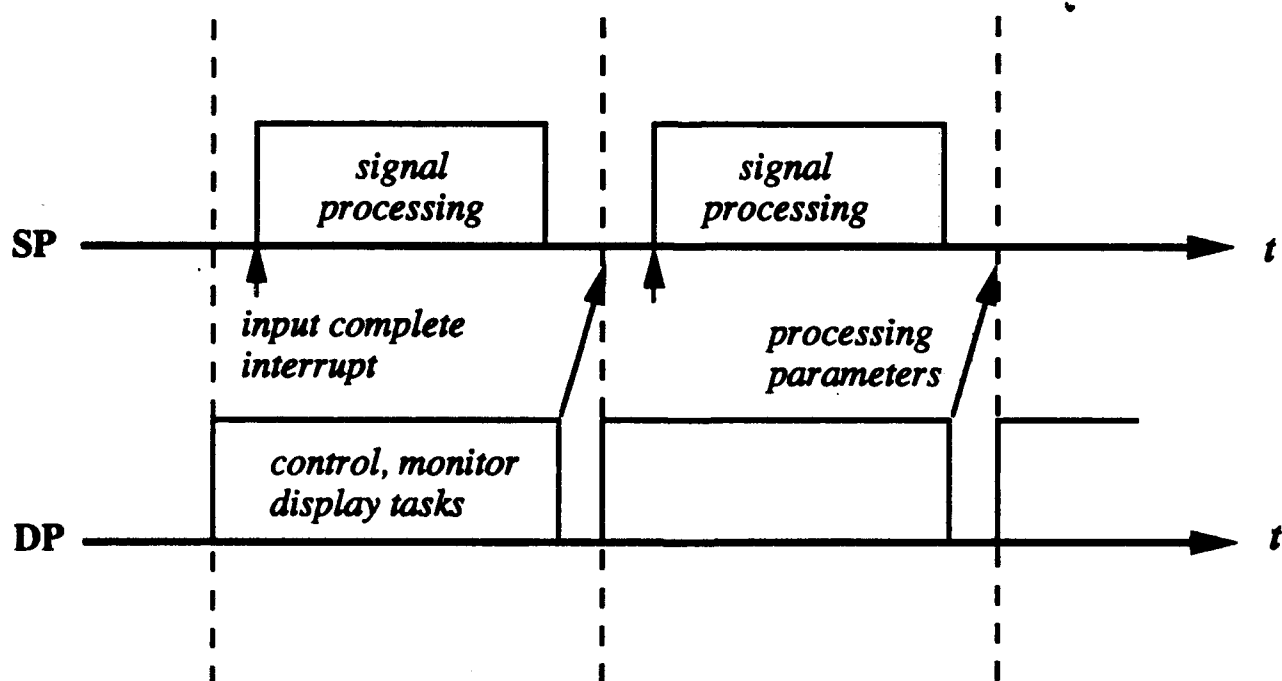 signal
processing
signal
processing
SP
t
input complete
interrupt
processing
parameters
control, monitor
display tasks
DP
t